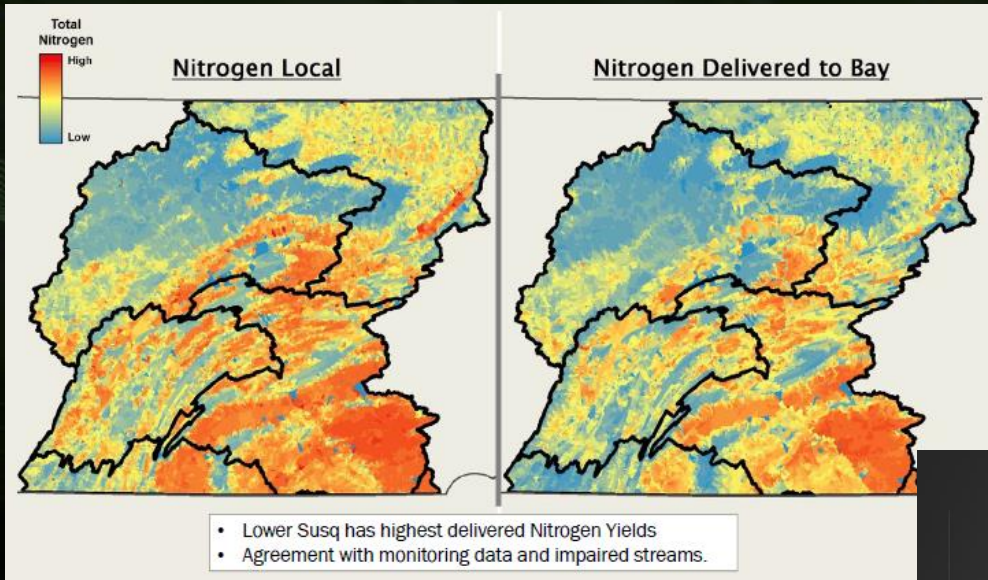 Total
Nitrogen
High
Low
Nitrogen Local
Nitrogen Delivered to Bay
• Lower Susq has highest delivered Nitrogen Yields
• Agreement with monitoring data and impaired streams.